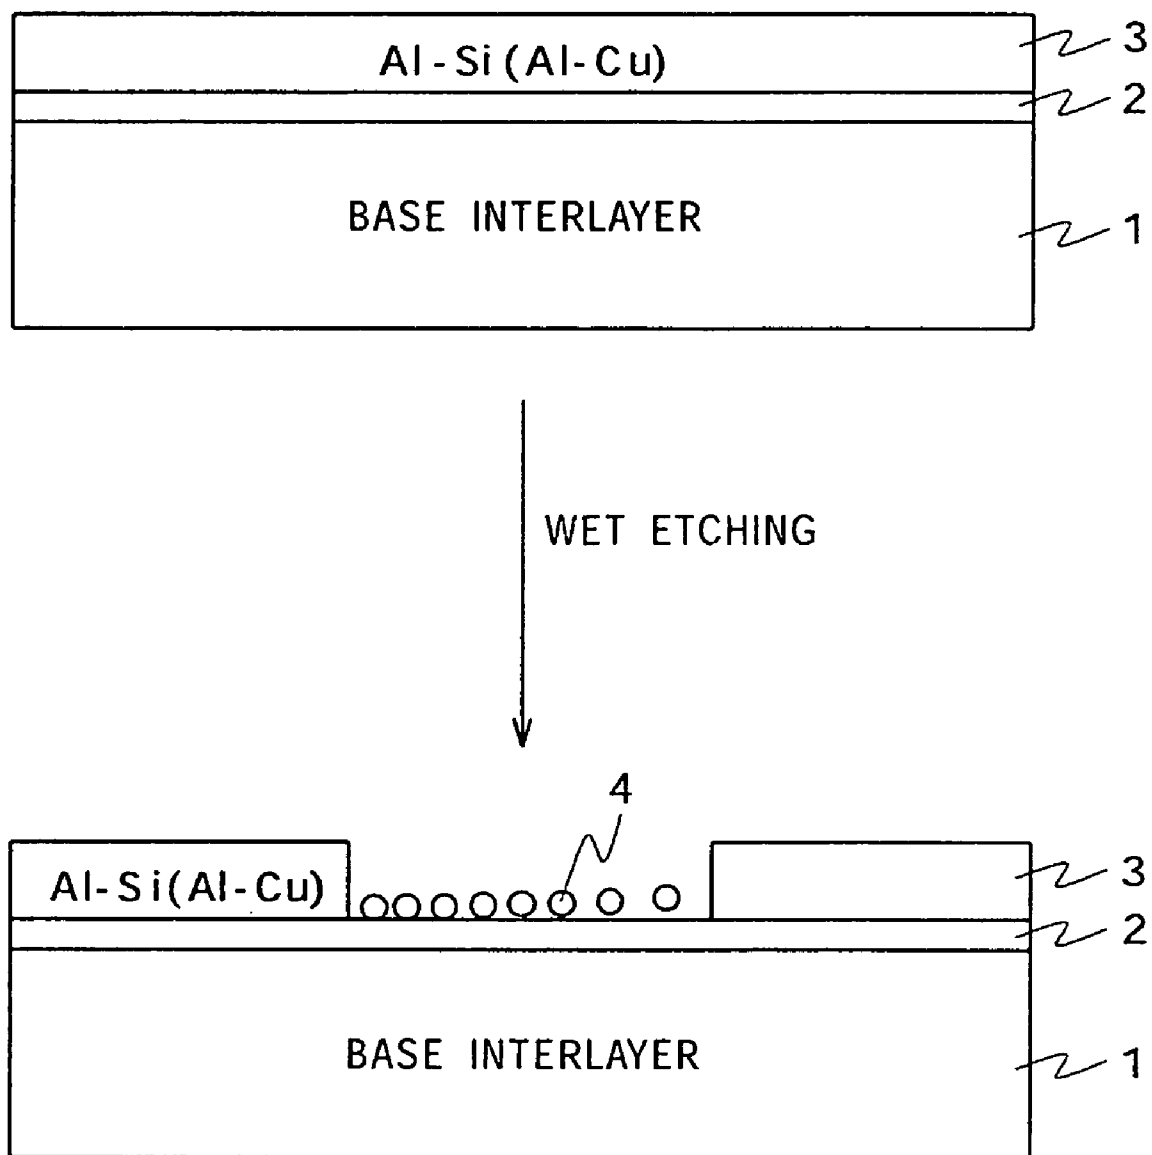 Al-Si(Al-Cu) 3
2
BASE INTERLAYER 1
WET ETCHING
4
Al-Si(Al-Cu) 3
2
BASE INTERLAYER 1